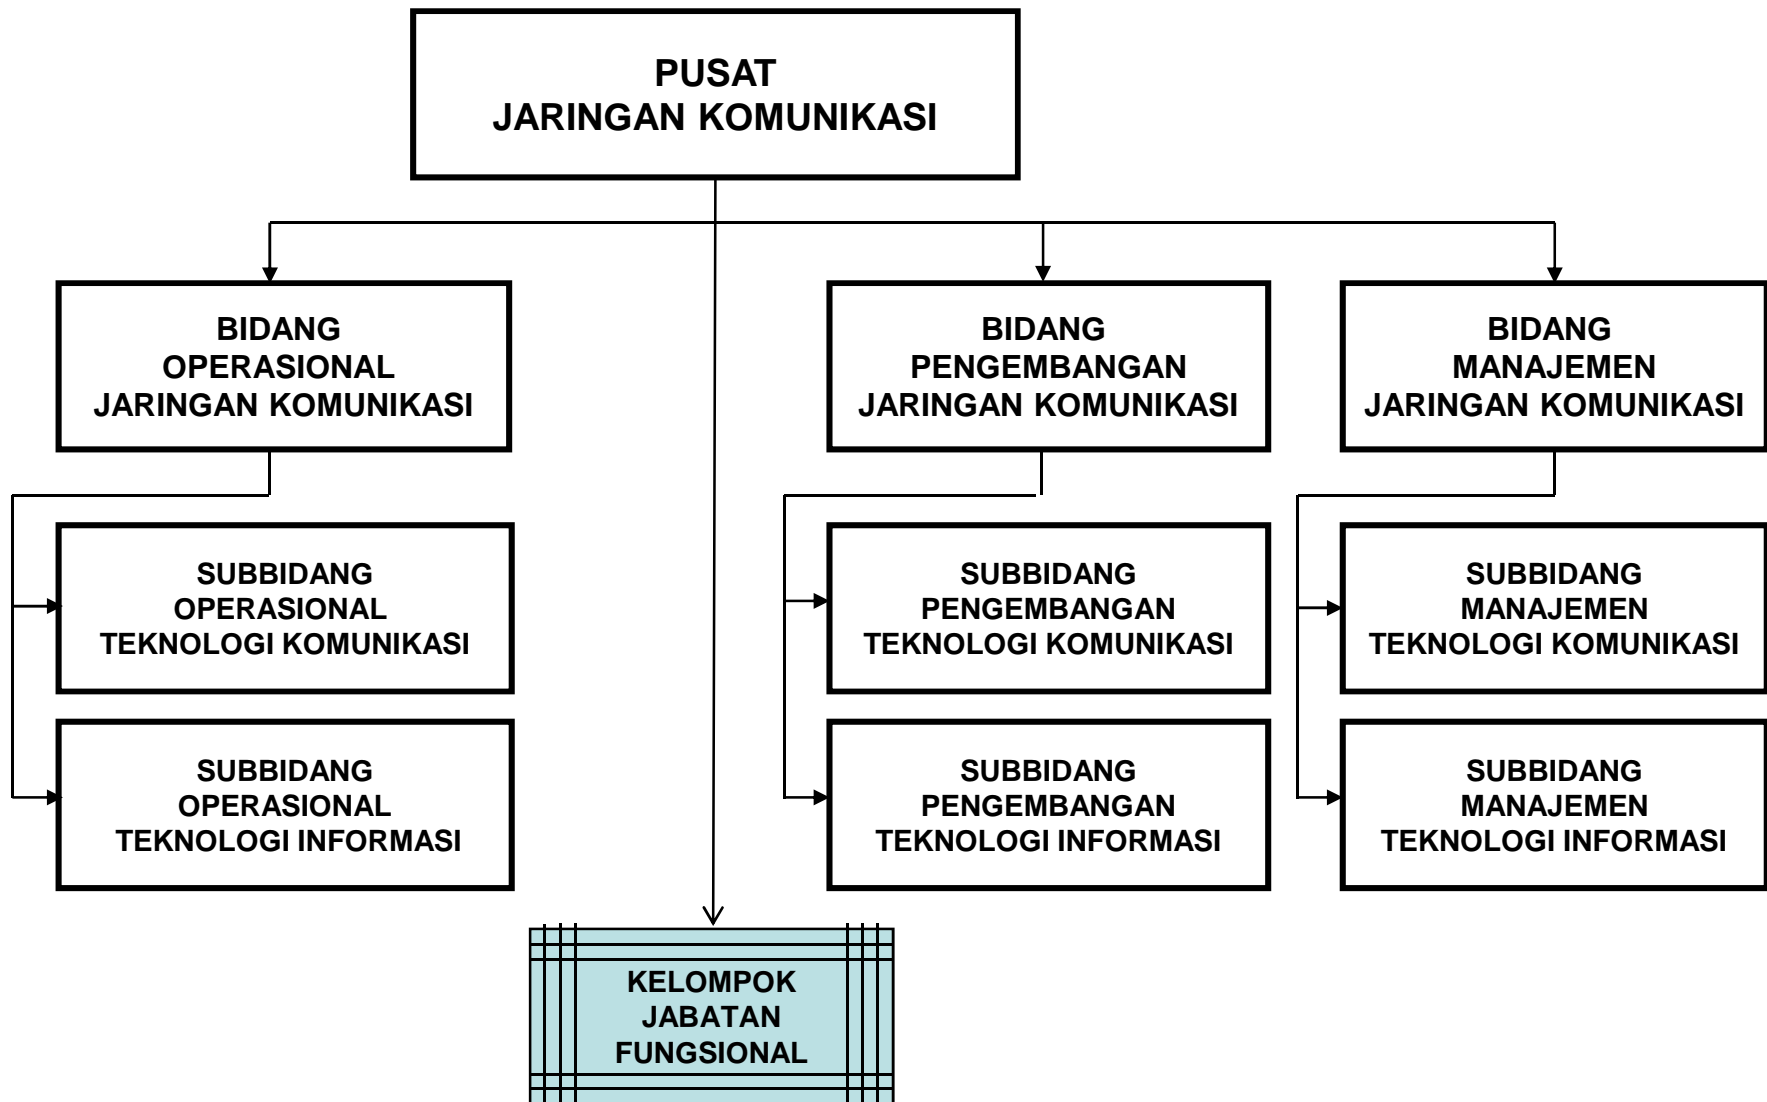 PUSAT
JARINGAN KOMUNIKASI
BIDANG
OPERASIONAL
JARINGAN KOMUNIKASI
BIDANG
PENGEMBANGAN
JARINGAN KOMUNIKASI
BIDANG
MANAJEMEN
JARINGAN KOMUNIKASI
SUBBIDANG
OPERASIONAL
TEKNOLOGI KOMUNIKASI
SUBBIDANG
PENGEMBANGAN
TEKNOLOGI KOMUNIKASI
SUBBIDANG
MANAJEMEN
TEKNOLOGI KOMUNIKASI
SUBBIDANG
OPERASIONAL
TEKNOLOGI INFORMASI
SUBBIDANG
PENGEMBANGAN
TEKNOLOGI INFORMASI
SUBBIDANG
MANAJEMEN
TEKNOLOGI INFORMASI
KELOMPOK
JABATAN
FUNGSIONAL